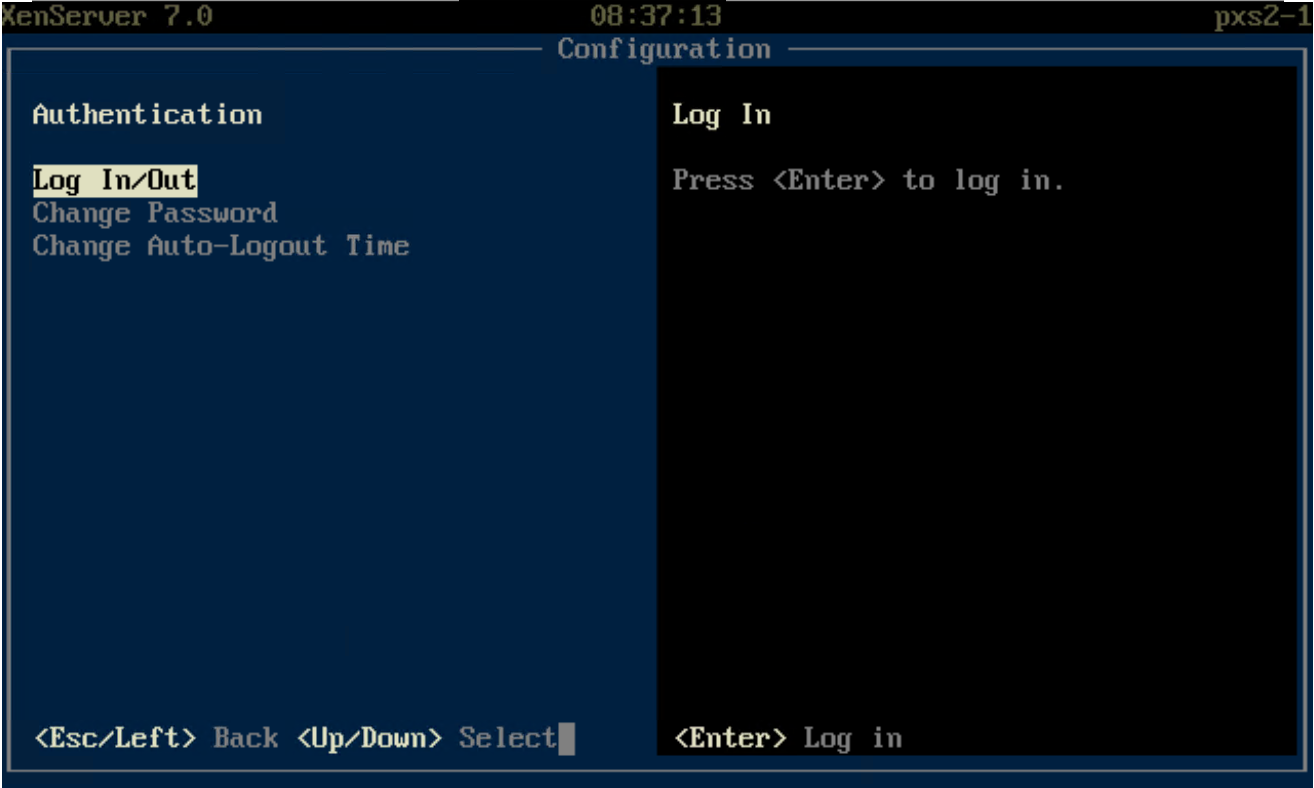 XenServer 7.0 08:37:13 pxs2-1
Configuration
Authentication
Log In/Out
Change Password
Change Auto-Logout Time
<Esc/Left> Back <Up/Down> Select
Log In
Press <Enter> to log in.
<Enter> Log in